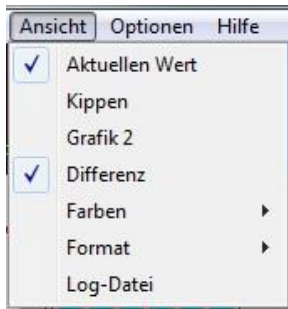 Ansicht Optionen Hilfe
Aktuellen Wert
Kippen
Grafik 2
Differenz
Farben
Format
Log-Datei